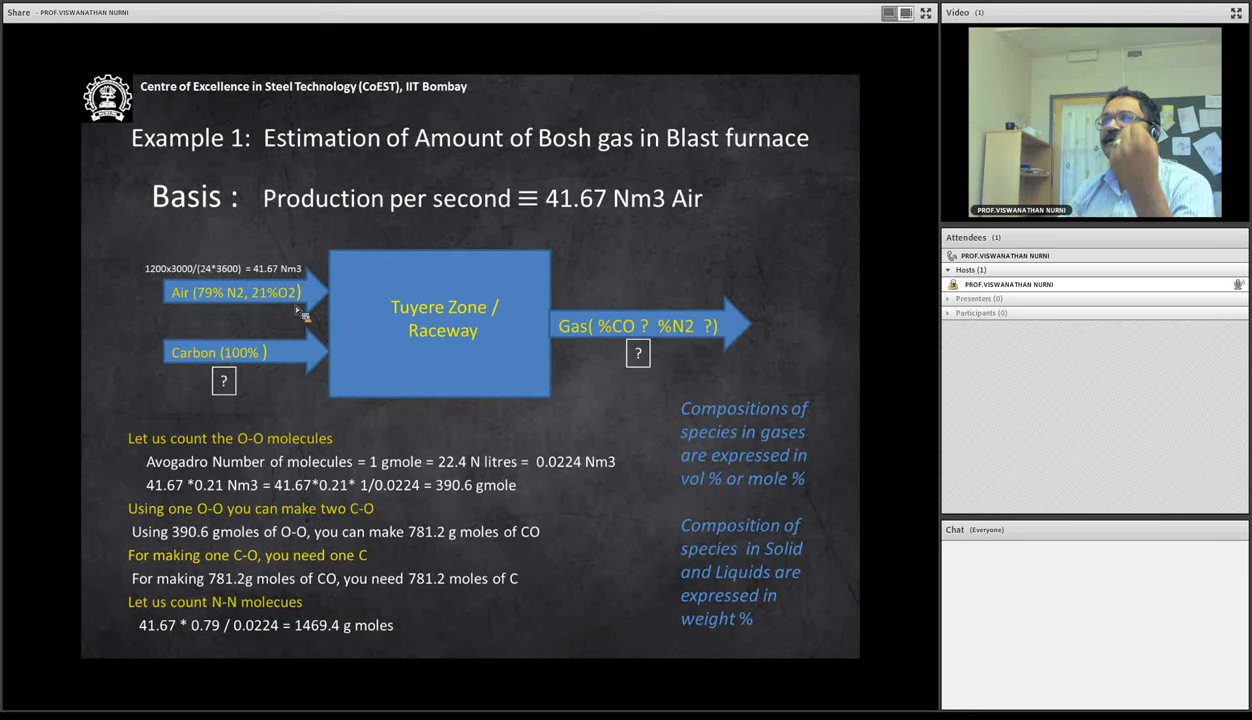 Share - PROF.VISWANATHAN NURNI
Centre of Excellence in Steel Technology (CoEST), IIT Bombay
Example 1: Estimation of Amount of Bosh gas in Blast furnace
Basis : Production per second ≡ 41.67 Nm3 Air
1200x3000/(24*3600) = 41.67 Nm3
Air (79% N2, 21%O2)
Carbon (100% )
?
Tuyere Zone /
Raceway
Gas( %CO ? %N2 ?)
?
Let us count the O-O molecules
Avogadro Number of molecules = 1 gmole = 22.4 N litres = 0.0224 Nm3
41.67 *0.21 Nm3 = 41.67*0.21* 1/0.0224 = 390.6 gmole
Using one O-O you can make two C-O
Using 390.6 gmoles of O-O, you can make 781.2 g moles of CO
For making one C-O, you need one C
For making 781.2g moles of CO, you need 781.2 moles of C
Let us count N-N molecues
41.67 * 0.79 / 0.0224 = 1469.4 g moles
Compositions of
species in gases
are expressed in
vol % or mole %
Composition of
species in Solid
and Liquids are
expressed in
weight %
Video (1)
PROF.VISWANATHAN NURNI
Attendees (1)
PROF.VISWANATHAN NURNI
Hosts (1)
PROF.VISWANATHAN NURNI
Presenters (0)
Participants (0)
Chat (Everyone)